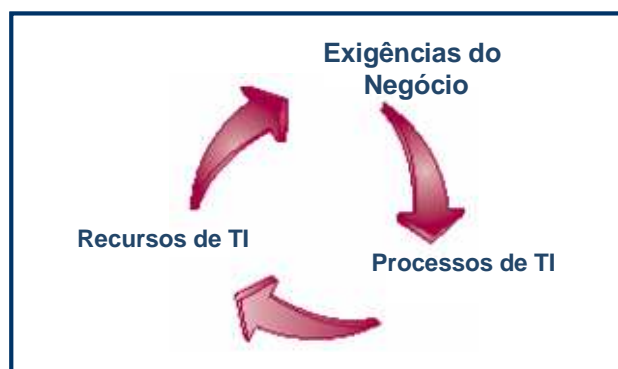 Exigências do
Negócio
Recursos de TI
Processos de TI